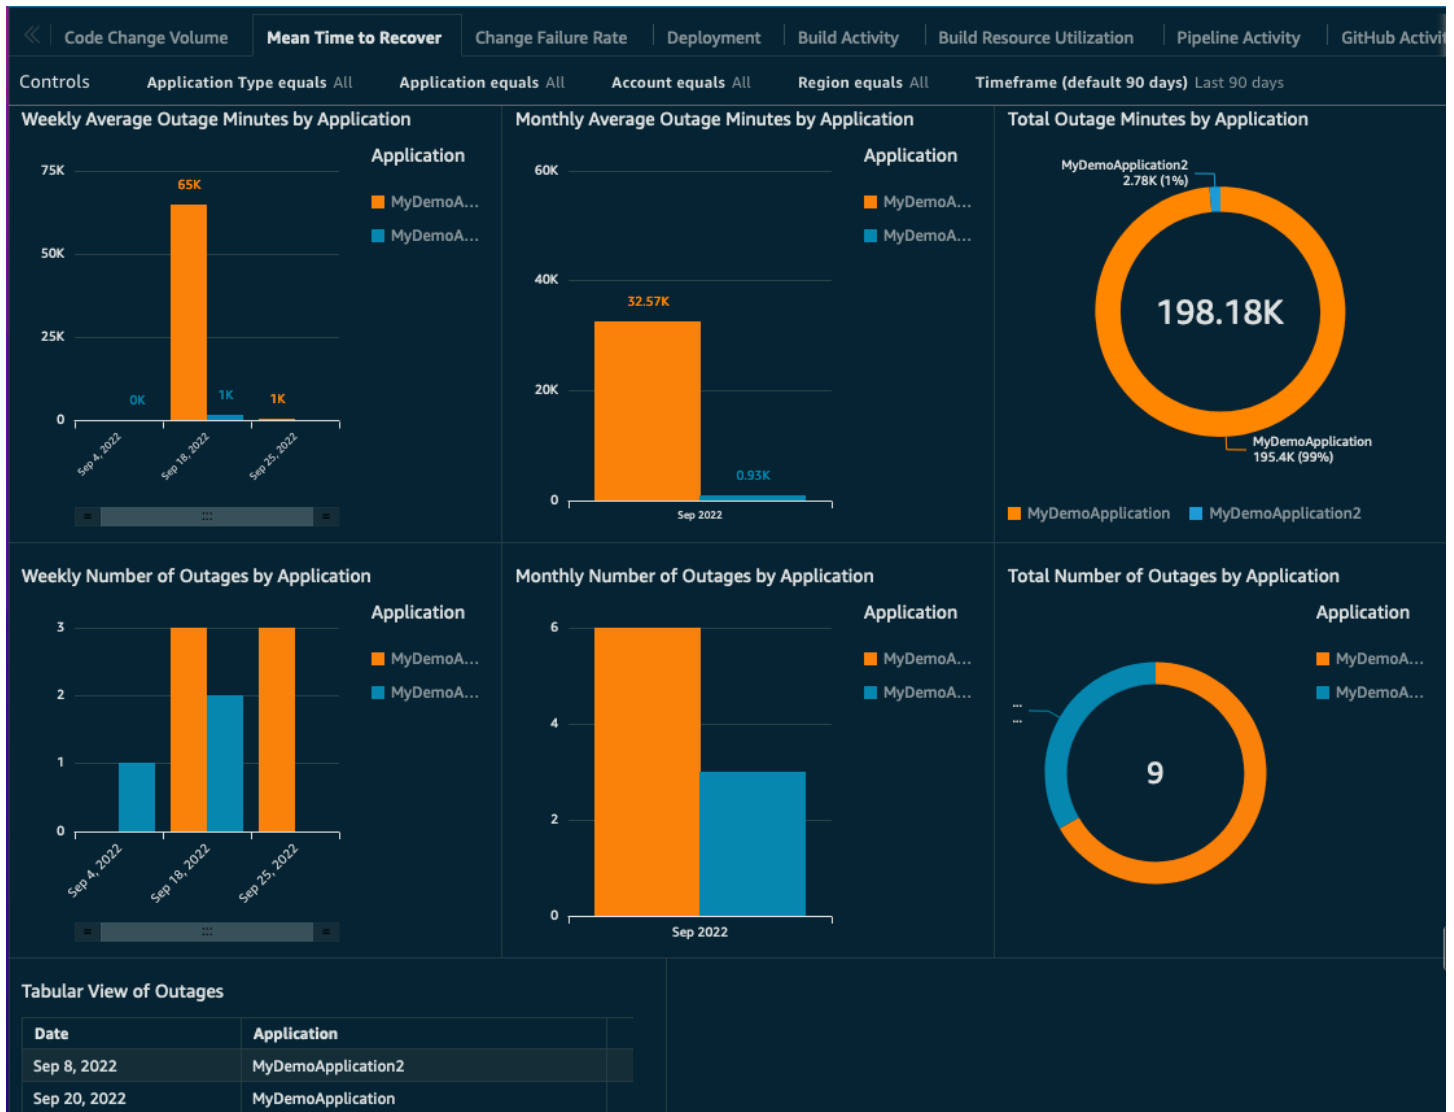 Code Change Volume
Mean Time to Recover
Change Failure Rate
Deployment
Build Activity
Build Resource Utilization
Pipeline Activity
GitHub Activit
Controls
Application Type equals All
Application equals All
Account equals All
Region equals All
Timeframe (default 90 days) Last 90 days
Weekly Average Outage Minutes by Application
Application
MyDemoA...
MyDemoA...
75K
50K
25K
0
65K
0K
1K
1K
Sep 4, 2022
Sep 18, 2022
Sep 25, 2022
Monthly Average Outage Minutes by Application
Application
MyDemoA...
MyDemoA...
60K
40K
20K
0
32.57K
0.93K
Sep 2022
Total Outage Minutes by Application
MyDemoApplication2
2.78K (1%)
198.18K
MyDemoApplication
195.4K (99%)
MyDemoApplication
MyDemoApplication2
Weekly Number of Outages by Application
Application
MyDemoA...
MyDemoA...
3
2
1
0
Sep 4, 2022
Sep 18, 2022
Sep 25, 2022
Monthly Number of Outages by Application
Application
MyDemoA...
MyDemoA...
6
4
2
0
Sep 2022
Total Number of Outages by Application
Application
MyDemoA...
MyDemoA...
...
...
9
Tabular View of Outages
Date
Application
Sep 8, 2022
MyDemoApplication2
Sep 20, 2022
MyDemoApplication